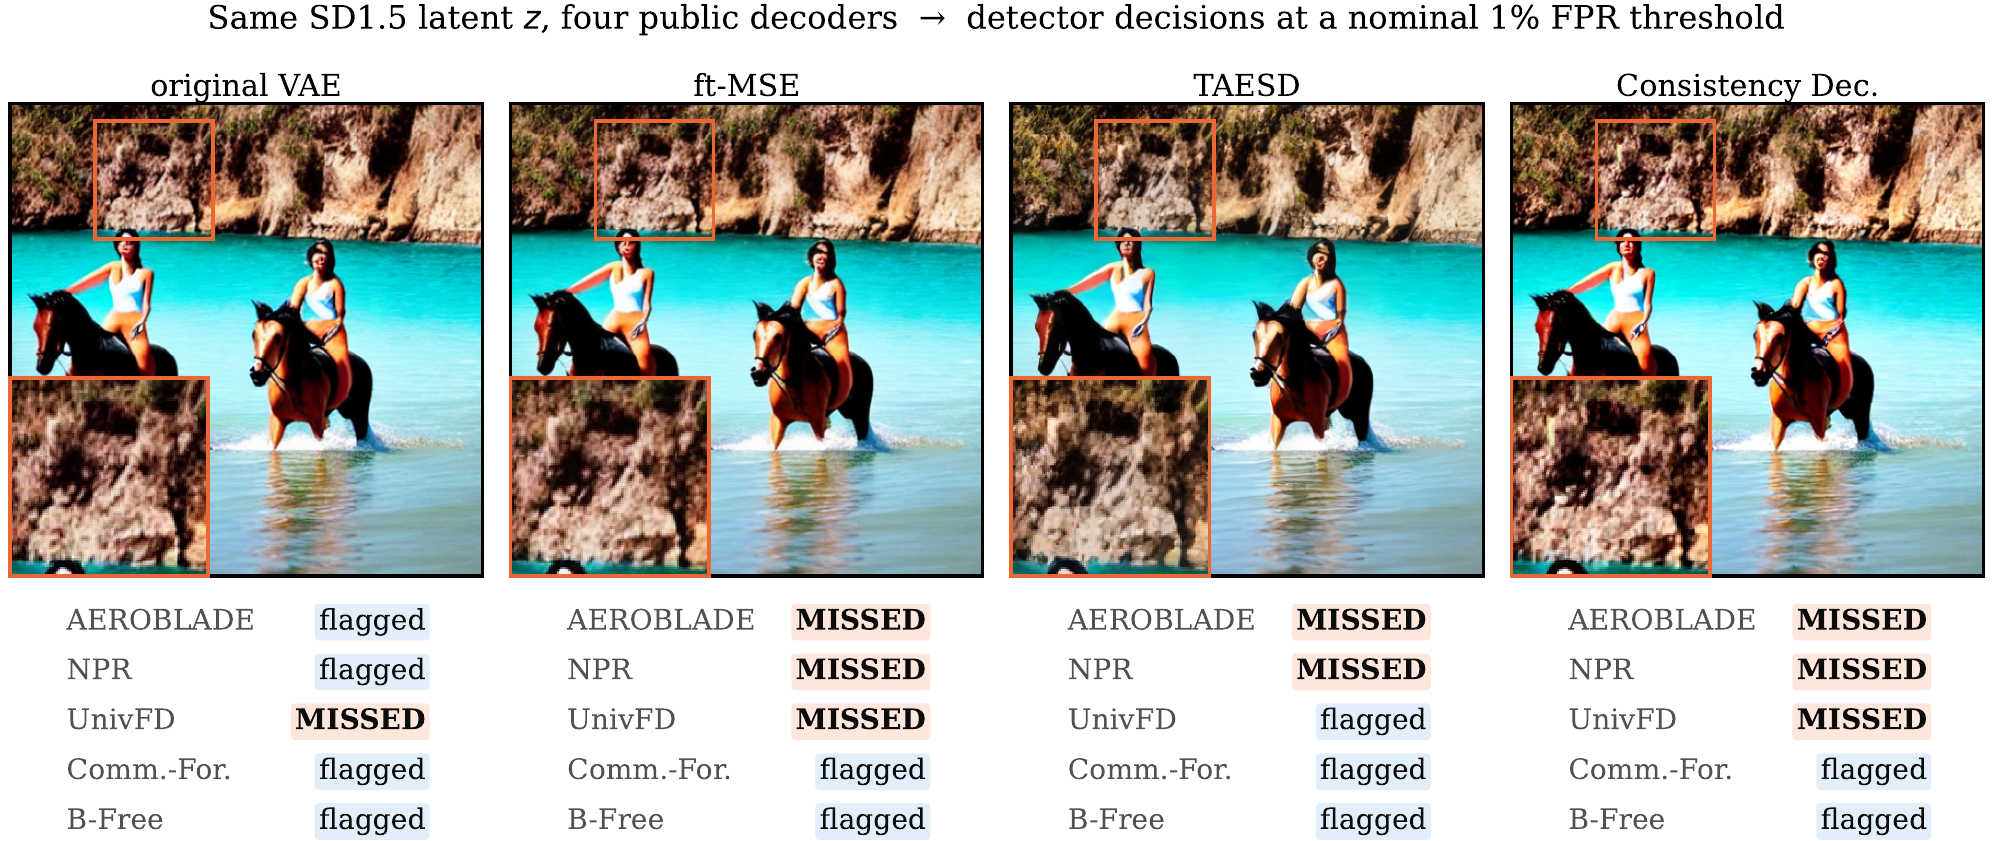 Same SD1.5 latent z, four public decoders → detector decisions at a nominal 1% FPR threshold
original VAE
ft-MSE
TAESD
Consistency Dec.
AEROBLADE flagged
NPR flagged
UnivFD MISSED
Comm.-For. flagged
B-Free flagged
AEROBLADE MISSED
NPR MISSED
UnivFD MISSED
Comm.-For. flagged
B-Free flagged
AEROBLADE MISSED
NPR MISSED
UnivFD flagged
Comm.-For. flagged
B-Free flagged
AEROBLADE MISSED
NPR MISSED
UnivFD MISSED
Comm.-For. flagged
B-Free flagged